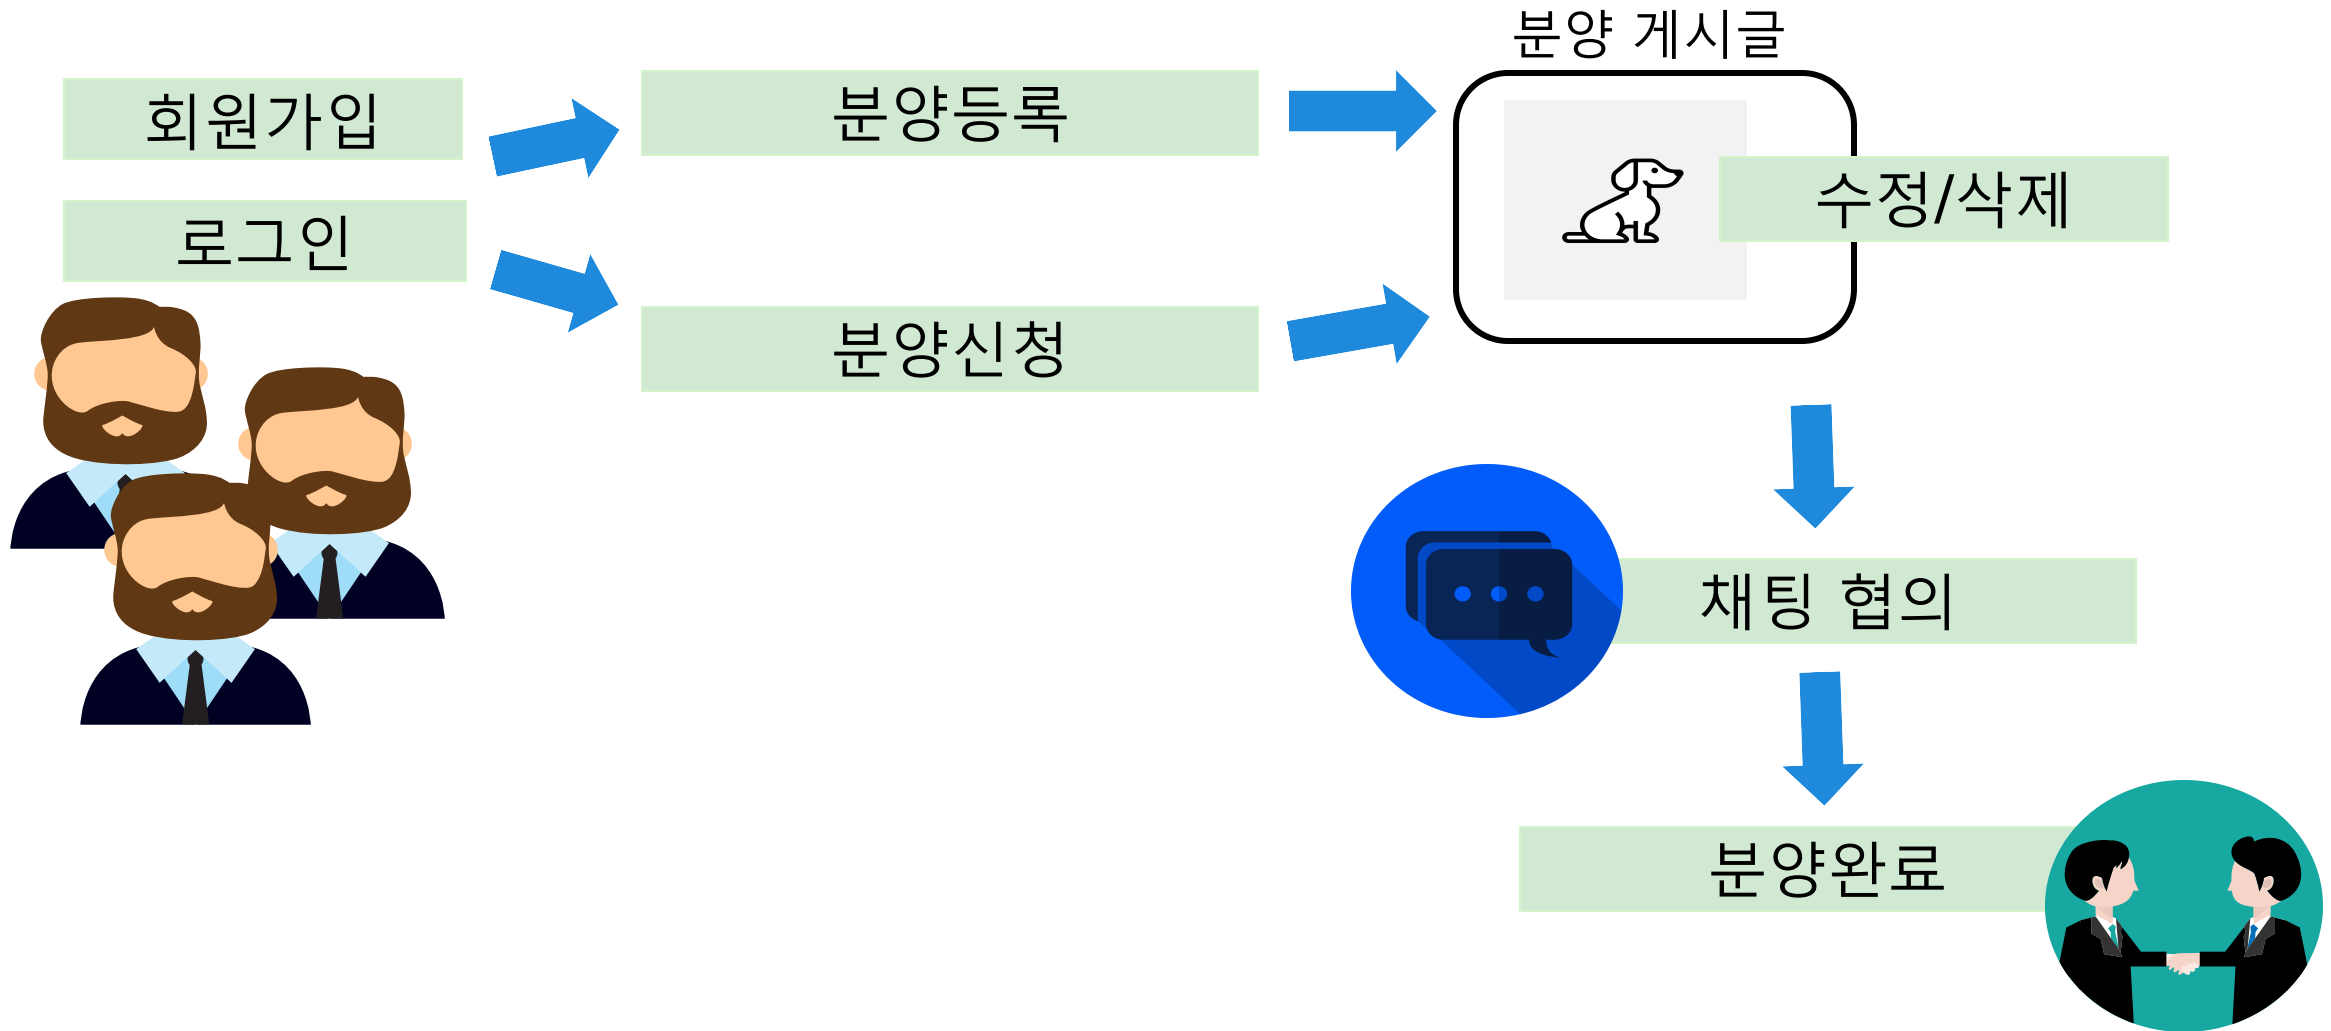 회원가입
로그인
분양등록
분양신청
분양 게시글
수정/삭제
채팅 협의
분양완료